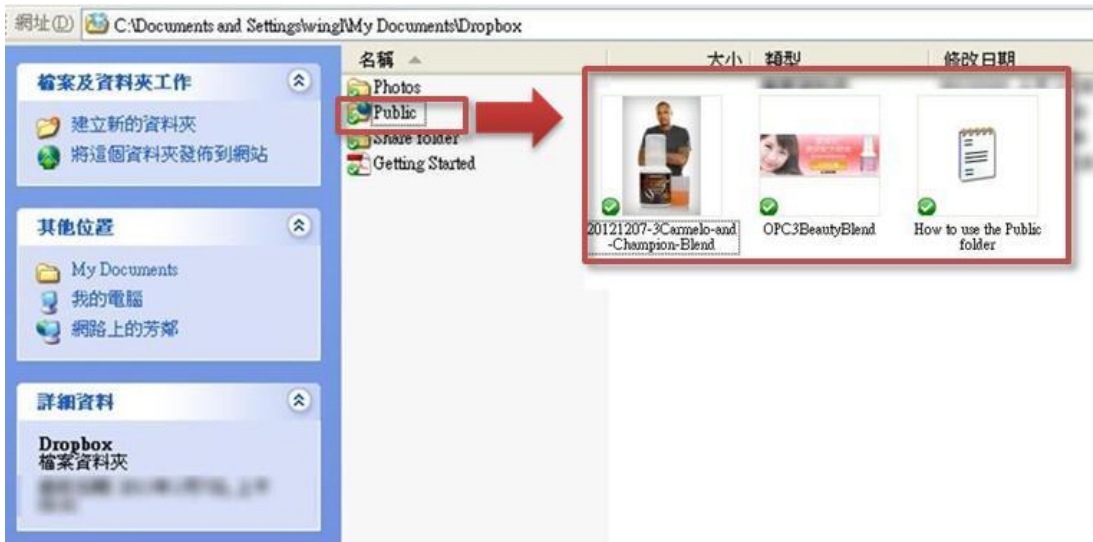 網址(D) C:\Documents and Settings\wingl\My Documents\Dropbox
名稱 大小 類型 修改日期
檔案及資料夾工作
建立新的資料夾
將這個資料夾發佈到網站
其他位置
My Documents
我的電腦
網路上的芳鄰
詳細資料
Dropbox
檔案資料夾
Photos
Public
Share folder
Getting Started
20121207-3Carmelo-and
-Champion-Blend
OPC3BeautyBlend
How to use the Public
folder